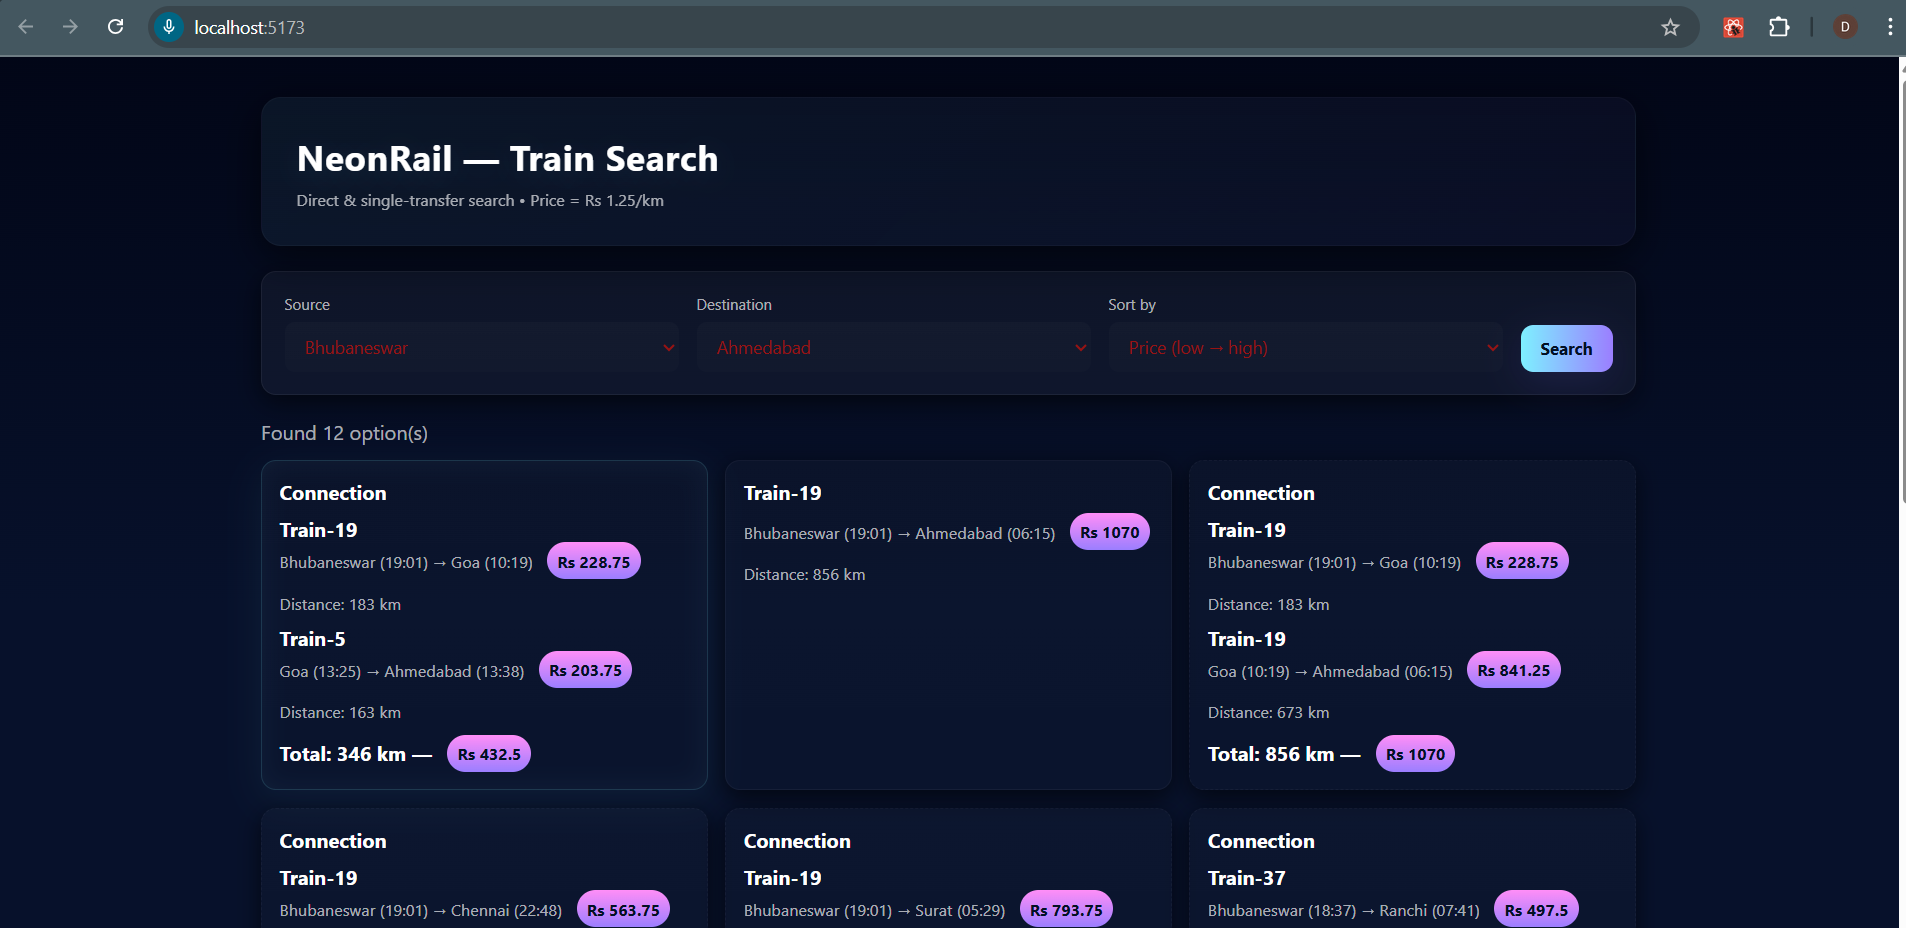 localhost:5173
D
NeonRail — Train Search
Direct & single-transfer search • Price = Rs 1.25/km
Source
Destination
Sort by
Bhubaneswar
Ahmedabad
Price (low → high)
Search
Found 12 option(s)
Connection
Train-19
Bhubaneswar (19:01) → Goa (10:19) Rs 228.75
Distance: 183 km
Train-5
Goa (13:25) → Ahmedabad (13:38) Rs 203.75
Distance: 163 km
Total: 346 km — Rs 432.5
Train-19
Bhubaneswar (19:01) → Ahmedabad (06:15) Rs 1070
Distance: 856 km
Connection
Train-19
Bhubaneswar (19:01) → Goa (10:19) Rs 228.75
Distance: 183 km
Train-19
Goa (10:19) → Ahmedabad (06:15) Rs 841.25
Distance: 673 km
Total: 856 km — Rs 1070
Connection
Train-19
Bhubaneswar (19:01) → Chennai (22:48) Rs 563.75
Connection
Train-19
Bhubaneswar (19:01) → Surat (05:29) Rs 793.75
Connection
Train-37
Bhubaneswar (18:37) → Ranchi (07:41) Rs 497.5